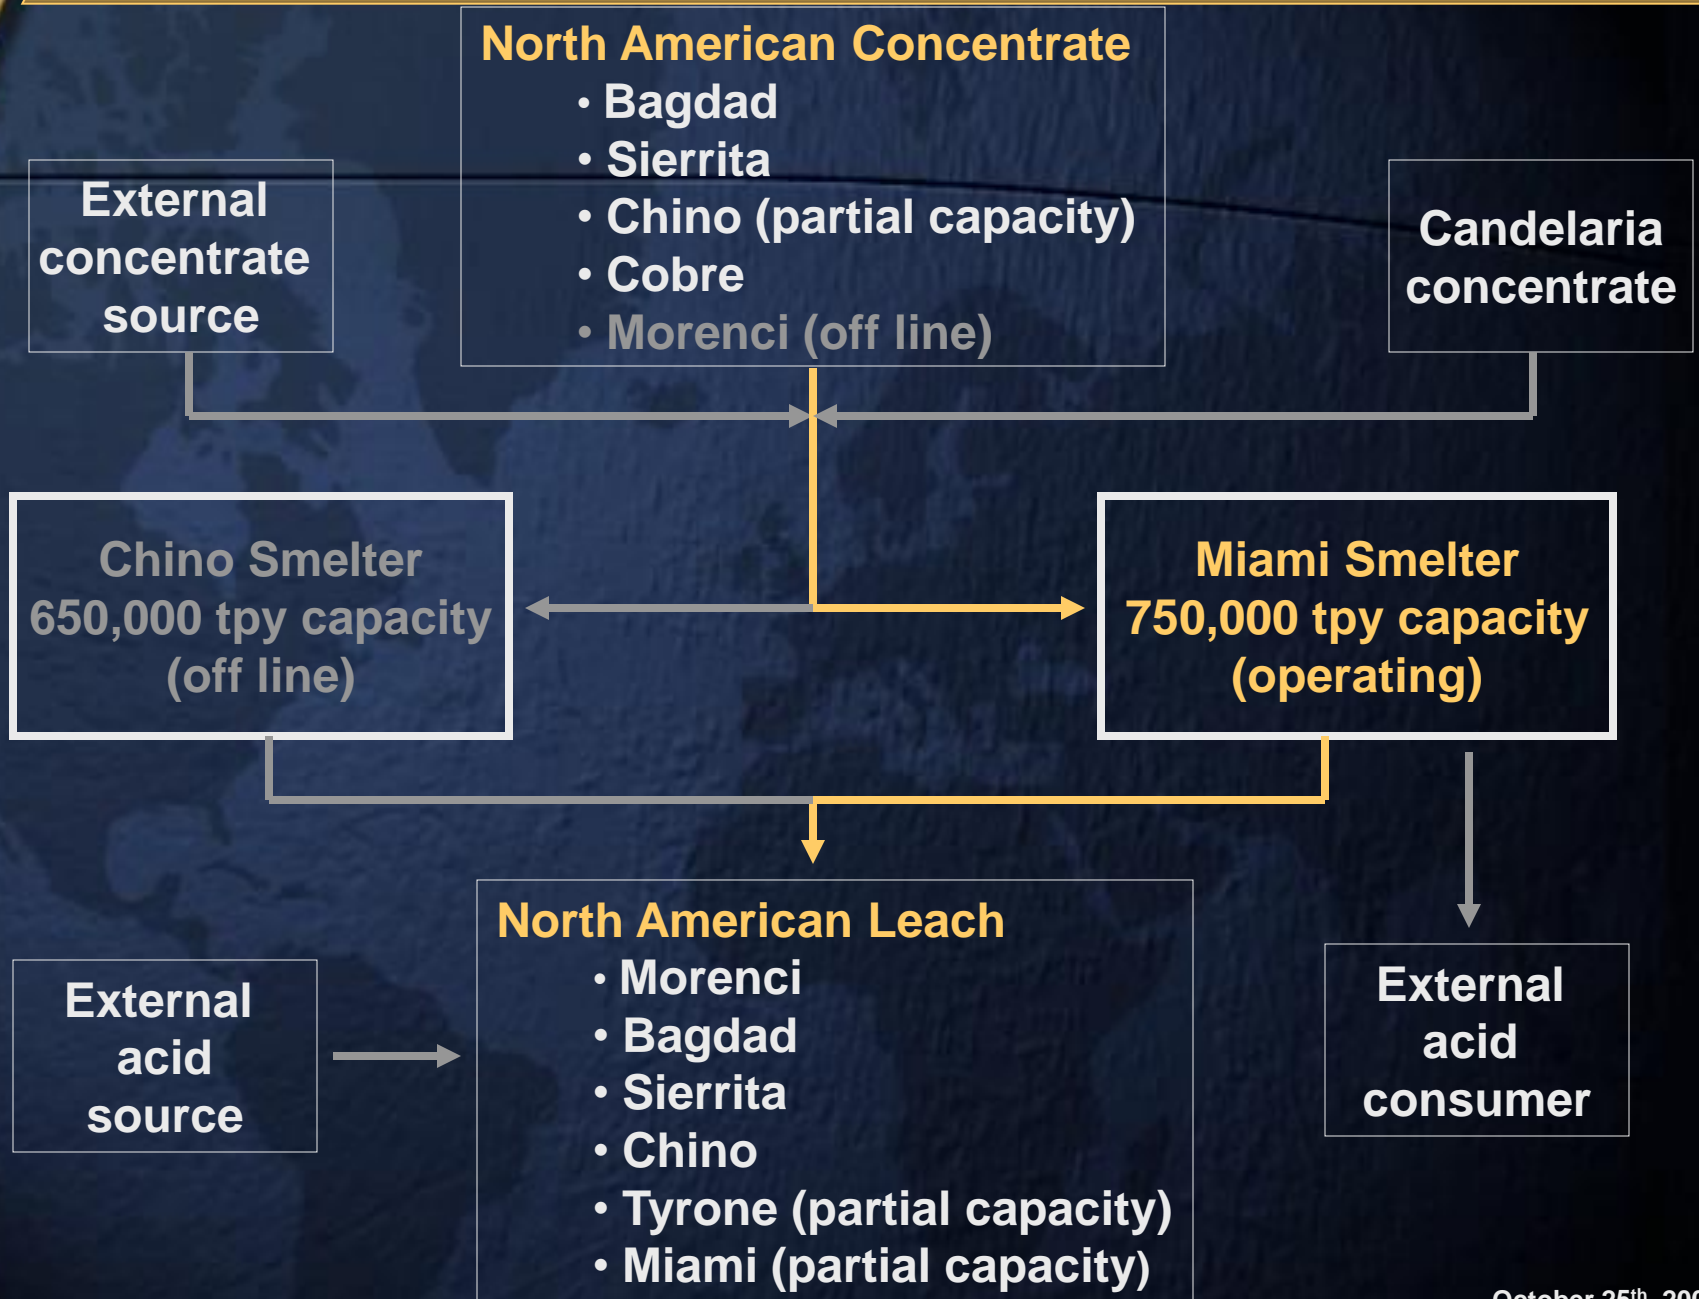 North American Concentrate
• Bagdad
• Sierrita
• Chino (partial capacity)
• Cobre
• Morenci (off line)
External
concentrate
source
Candelaria
concentrate
Chino Smelter
650,000 tpy capacity
(off line)
Miami Smelter
750,000 tpy capacity
(operating)
North American Leach
• Morenci
• Bagdad
• Sierrita
• Chino
• Tyrone (partial capacity)
• Miami (partial capacity)
External
acid
source
External
acid
consumer
October 25th